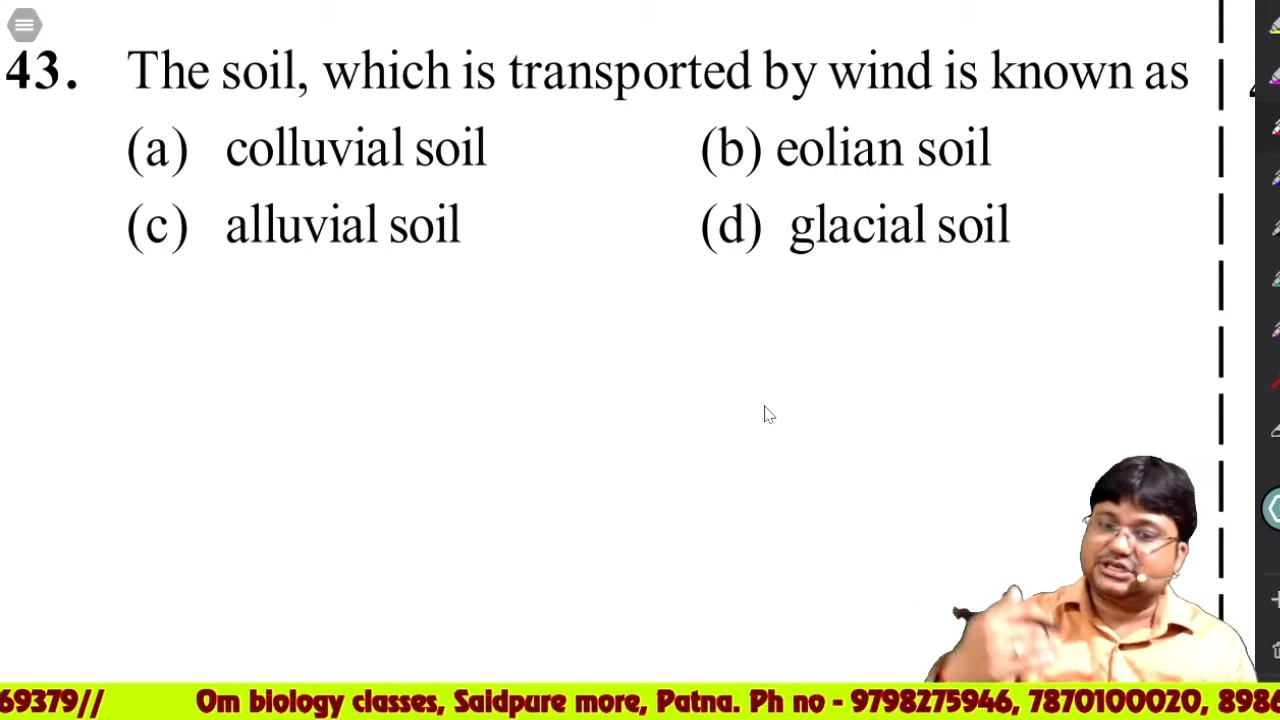 43. The soil, which is transported by wind is known as
(a) colluvial soil (b) eolian soil
(c) alluvial soil (d) glacial soil
69379// Om biology classes, Saidpure more, Patna. Ph no - 9798275946, 7870100020, 898